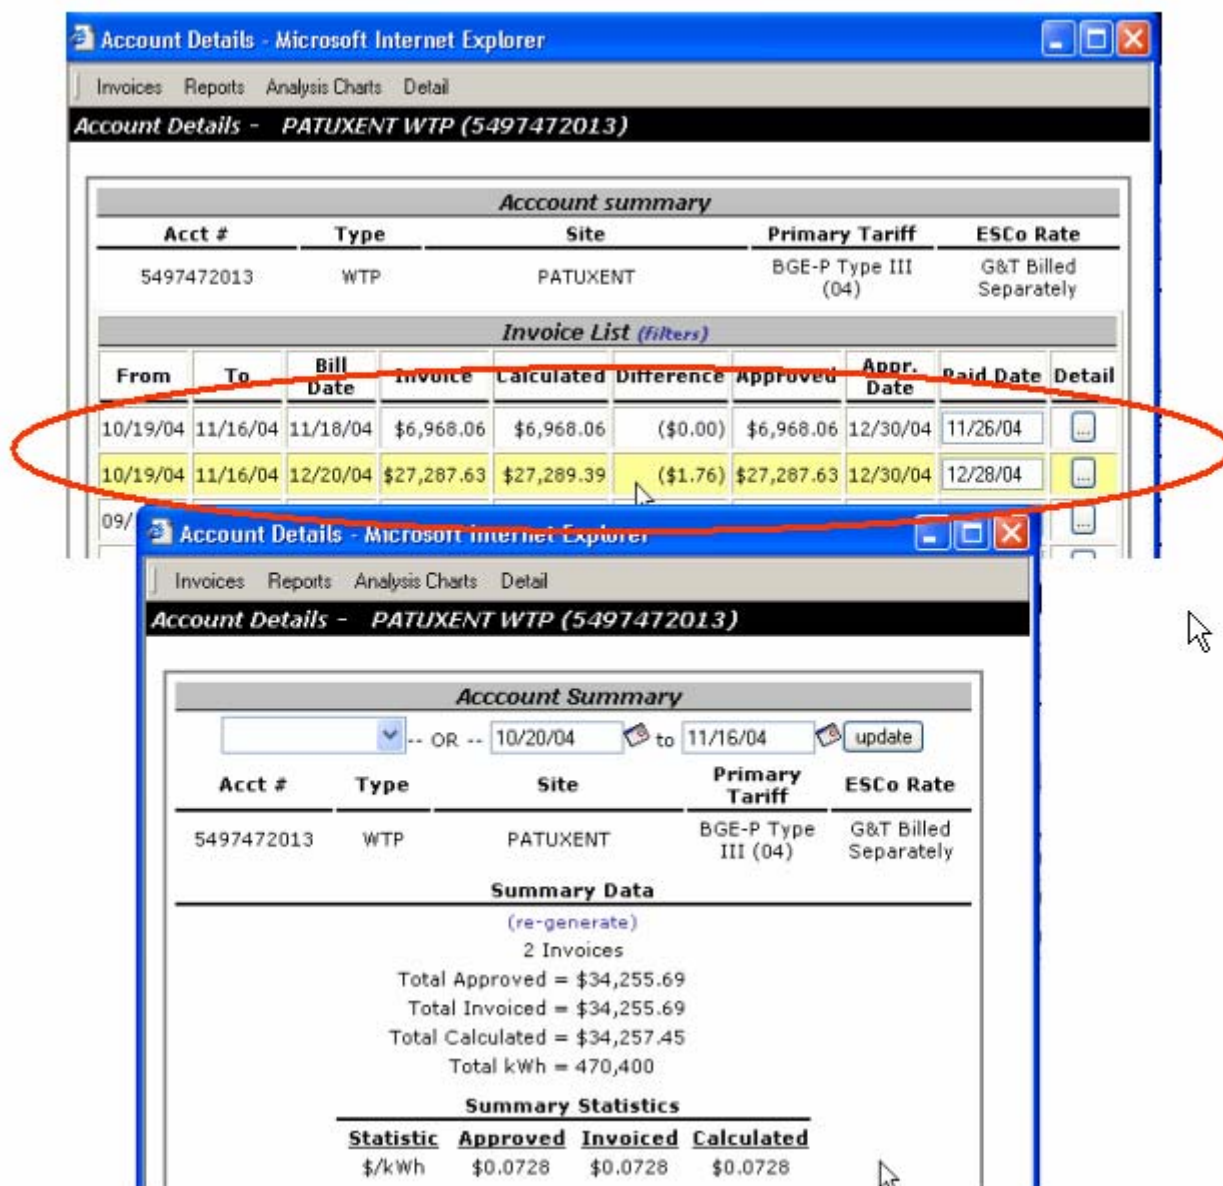 Account Details - Microsoft Internet Explorer
Invoices Reports Analysis Charts Detail
Account Details - PATUXENT WTP (5497472013)
Acccount summary
Acct # Type Site Primary Tariff ESCo Rate
5497472013 WTP PATUXENT BGE-P Type III (04) G&T Billed Separately
Invoice List (filters)
From To Bill Date Invoice Calculated Difference Approved Appr. Date Paid Date Detail
10/19/04 11/16/04 11/18/04 $6,968.06 $6,968.06 ($0.00) $6,968.06 12/30/04 11/26/04 ...
10/19/04 11/16/04 12/20/04 $27,287.63 $27,289.39 ($1.76) $27,287.63 12/30/04 12/28/04 ...
09/ ...
Account Details - Microsoft Internet Explorer
Invoices Reports Analysis Charts Detail
Account Details - PATUXENT WTP (5497472013)
Acccount Summary
-- OR -- 10/20/04 to 11/16/04 update
Acct # Type Site Primary Tariff ESCo Rate
5497472013 WTP PATUXENT BGE-P Type III (04) G&T Billed Separately
Summary Data
(re-generate)
2 Invoices
Total Approved = $34,255.69
Total Invoiced = $34,255.69
Total Calculated = $34,257.45
Total kWh = 470,400
Summary Statistics
Statistic Approved Invoiced Calculated
$/kWh $0.0728 $0.0728 $0.0728